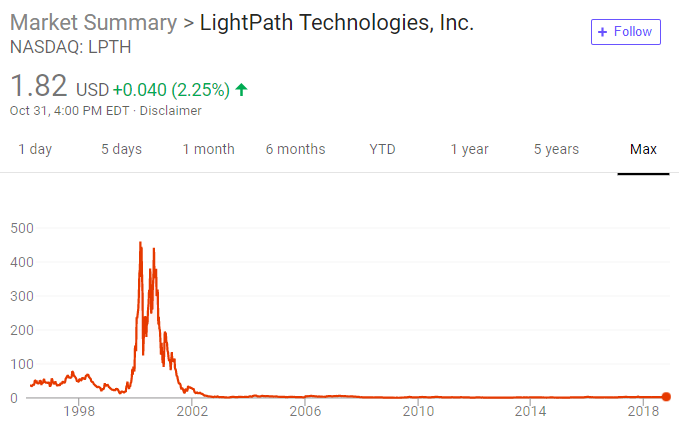 Market Summary > LightPath Technologies, Inc.
+ Follow
NASDAQ: LPTH
1.82 USD +0.040 (2.25%) ↑
Oct 31, 4:00 PM EDT · Disclaimer
1 day 5 days 1 month 6 months YTD 1 year 5 years Max
500
400
300
200
100
0
1998 2002 2006 2010 2014 2018